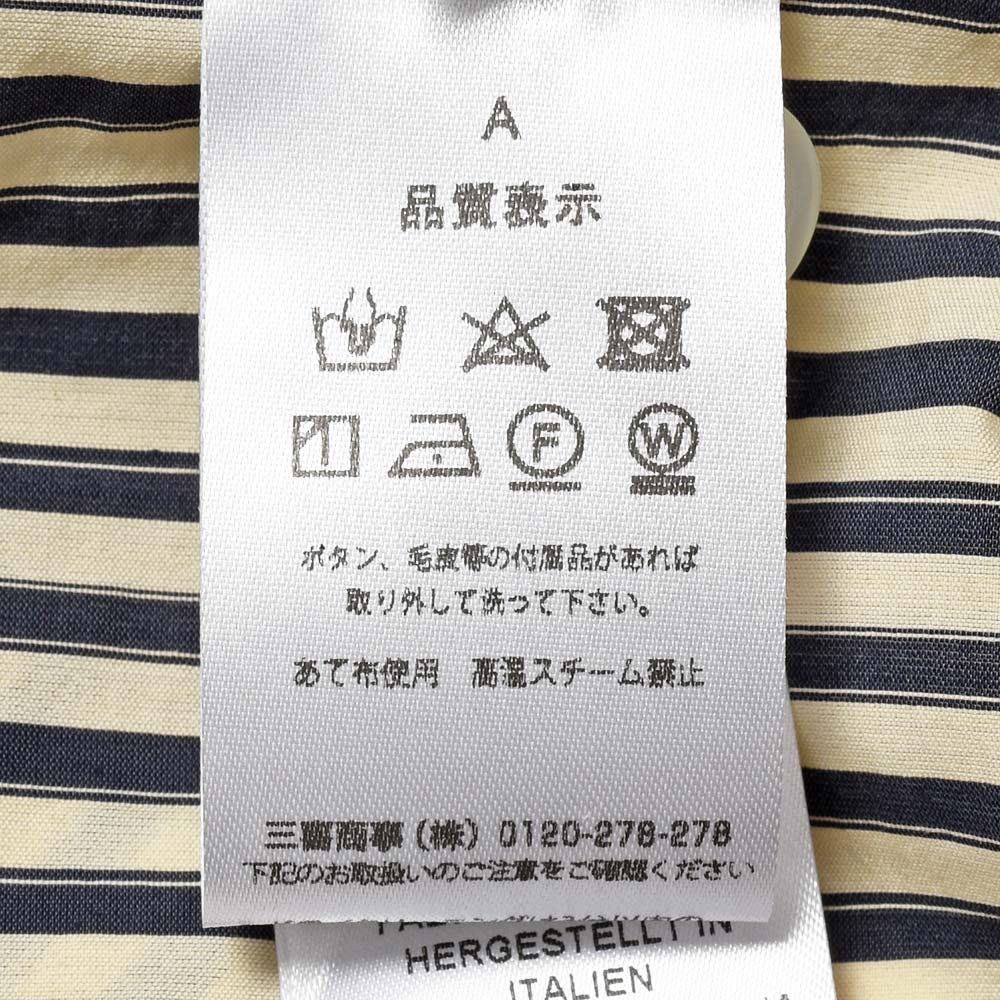 A
品質表示
F W
ボタン、毛皮等の付属品があれば
取り外して洗って下さい。
あて布使用 高温スチーム禁止
三喜商事（株）0120-278-278
下記のお取扱いのご注意をご確認ください
HERGESTELLT IN
ITALIEN